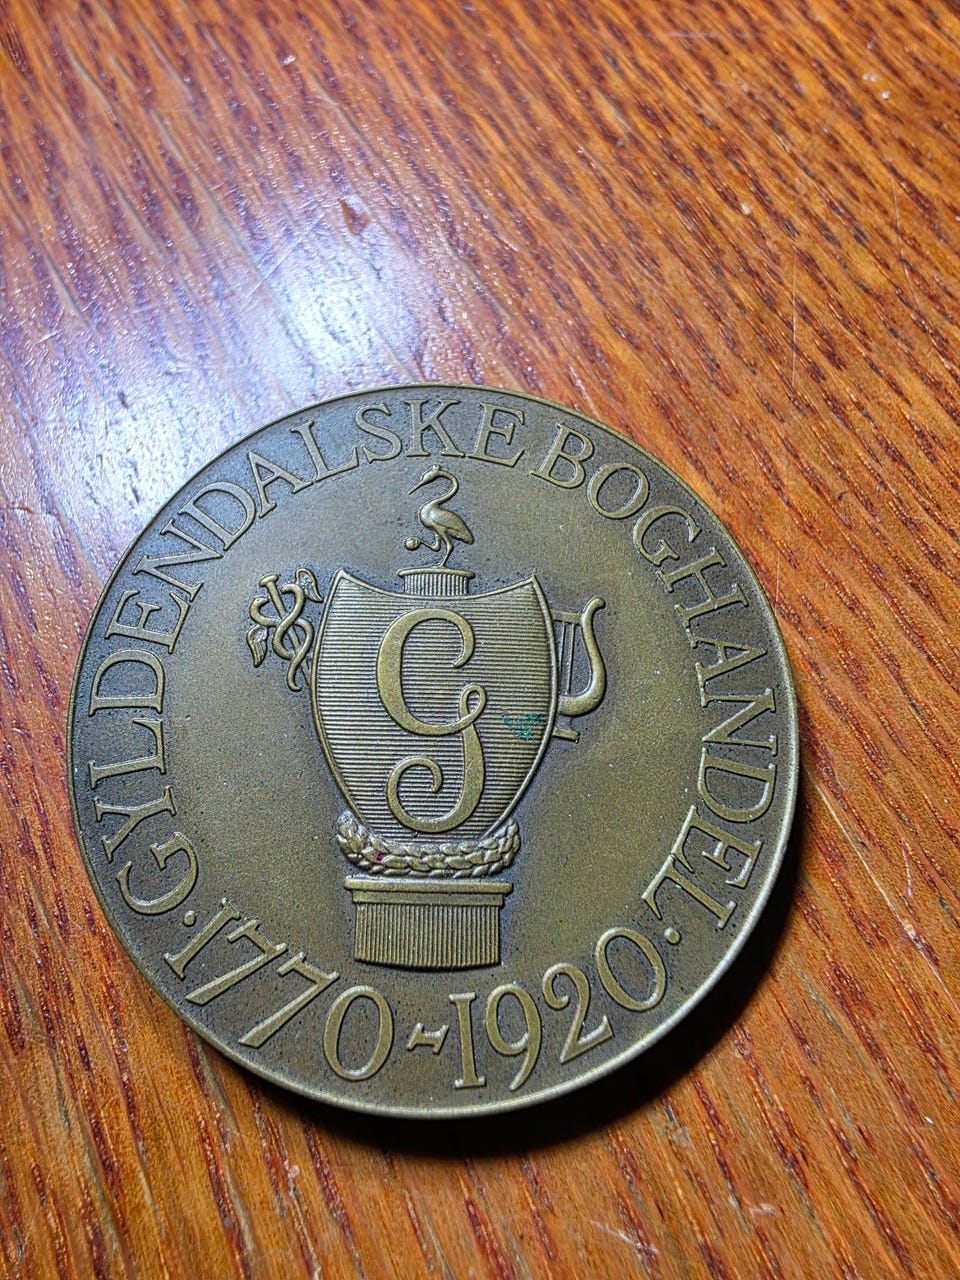 GYLDENDALSKE BOGHANDEL
·1770-1920·
G